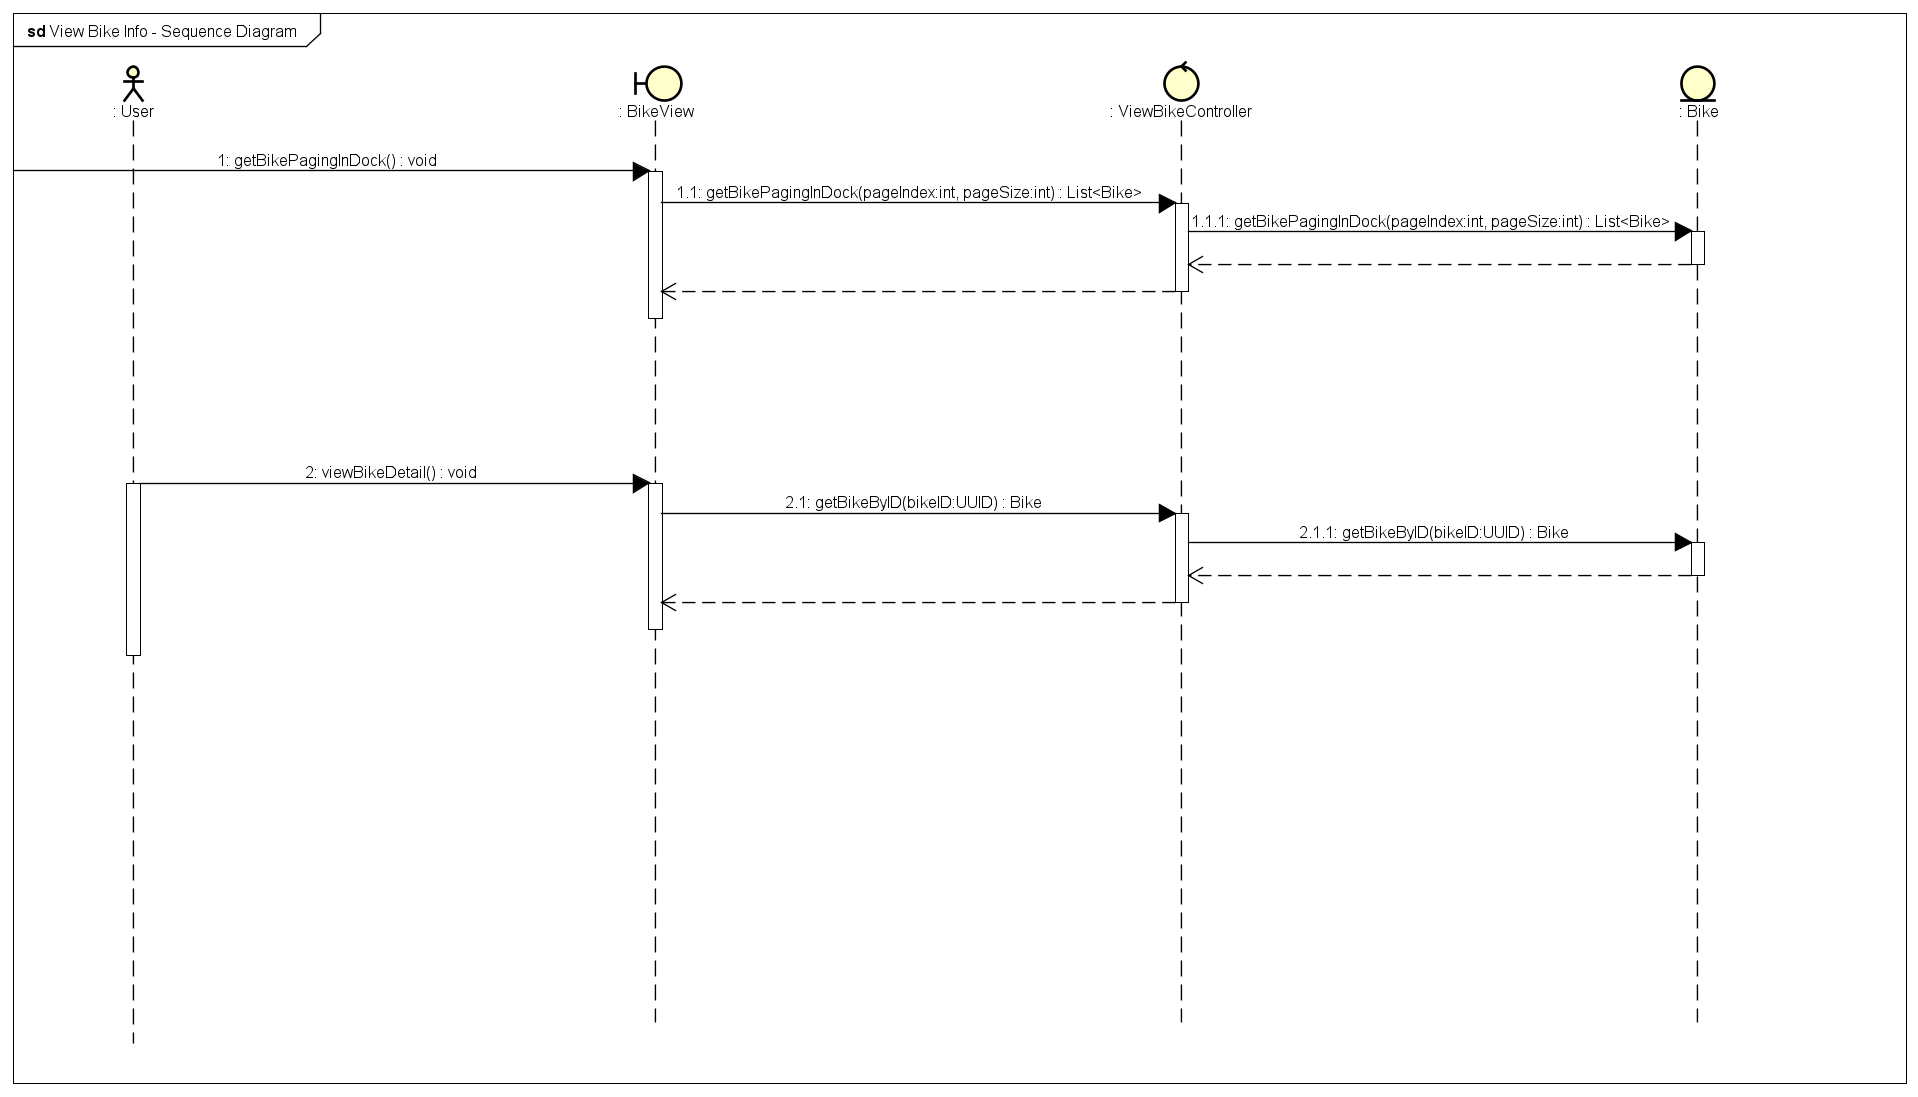 sd View Bike Info - Sequence Diagram
: User
: BikeView
: ViewBikeController
: Bike
1: getBikePagingInDock() : void
1.1: getBikePagingInDock(pageIndex:int, pageSize:int) : List<Bike>
1.1.1: getBikePagingInDock(pageIndex:int, pageSize:int) : List<Bike>
2: viewBikeDetail() : void
2.1: getBikeByID(bikeID:UUID) : Bike
2.1.1: getBikeByID(bikeID:UUID) : Bike